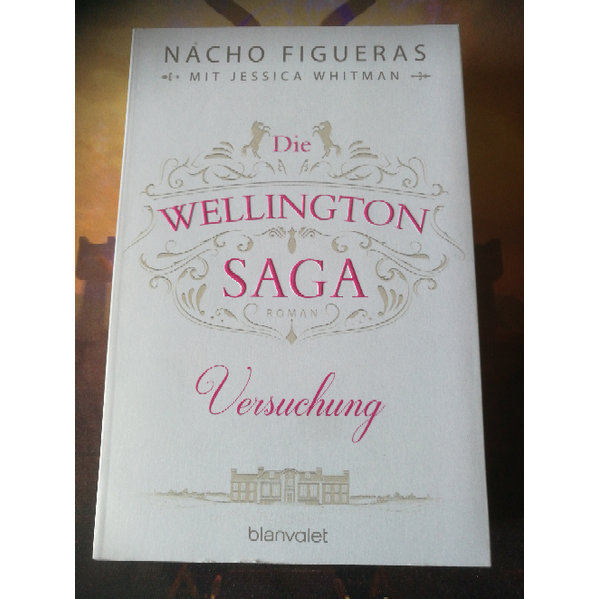 NACHO FIGUERAS
MIT JESSICA WHITMAN
Die
WELLINGTON
SAGA
ROMAN
Versuchung
blanvalet